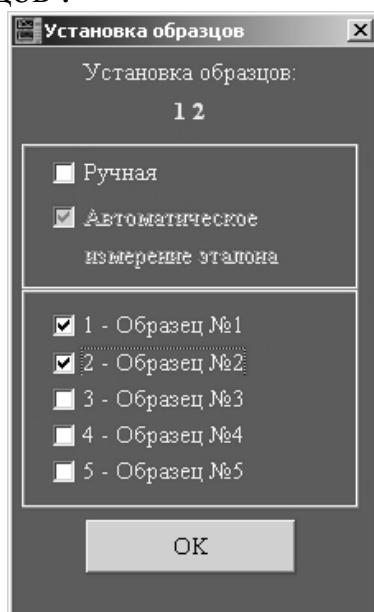 цов .
Установка образцов
Установка образцов:
1 2
Ручная
Автоматическое
измерение эталона
1 - Образец №1
2 - Образец №2
3 - Образец №3
4 - Образец №4
5 - Образец №5
OK